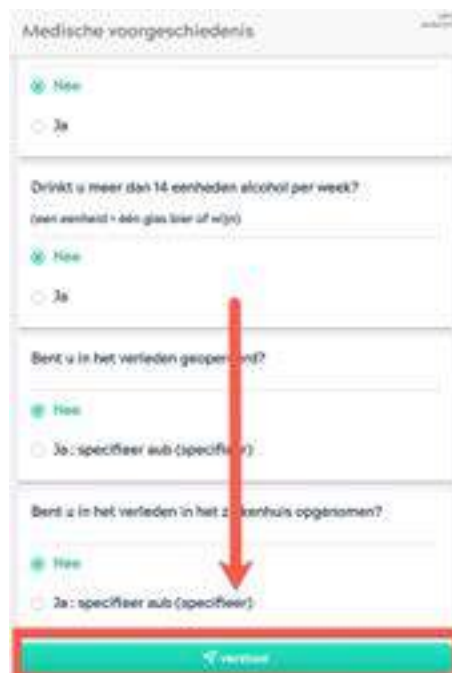 Medische voorgeschiedenis
Nee
Ja
Drinkt u meer dan 14 eenheden alcohol per week?
(een eenheid = één glas bier of wijn)
Nee
Ja
Bent u in het verleden geopereerd?
Nee
Ja : specifieer aub (specifieer)
Bent u in het verleden in het ziekenhuis opgenomen?
Nee
Ja : specifieer aub (specifieer)